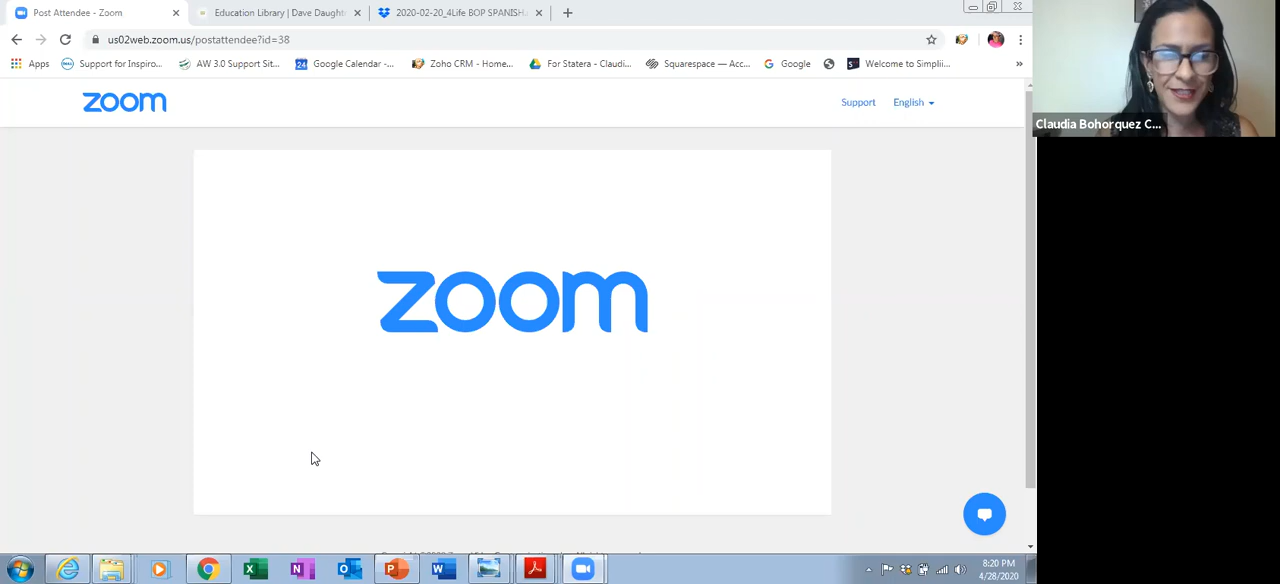 Post Attendee - Zoom
Education Library | Dave Daught
2020-02-20_4Life BOP SPANISH.
us02web.zoom.us/postattendee?id=38
Apps
Support for Inspiro...
AW 3.0 Support Sit...
Google Calendar -...
Zoho CRM - Home...
For Statera - Claudi...
Squarespace — Acc...
Google
Welcome to Simplii...
»
zoom
Support
English
Claudia Bohorquez C...
zoom
8:20 PM
4/28/2020